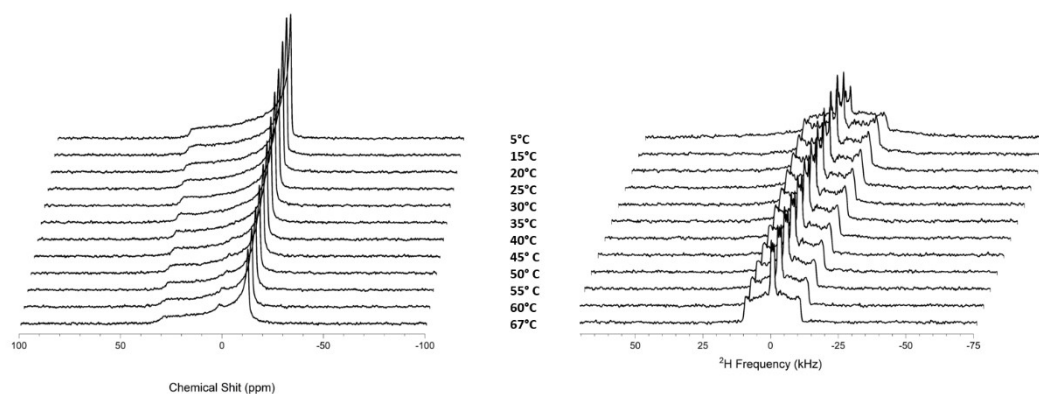 5°C
15°C
20°C
25°C
30°C
35°C
40°C
45° C
50° C
55° C
60°C
67°C
100 50 0 -50 -100
50 25 0 -25 -50 -75
Chemical Shit (ppm)
²H Frequency (kHz)